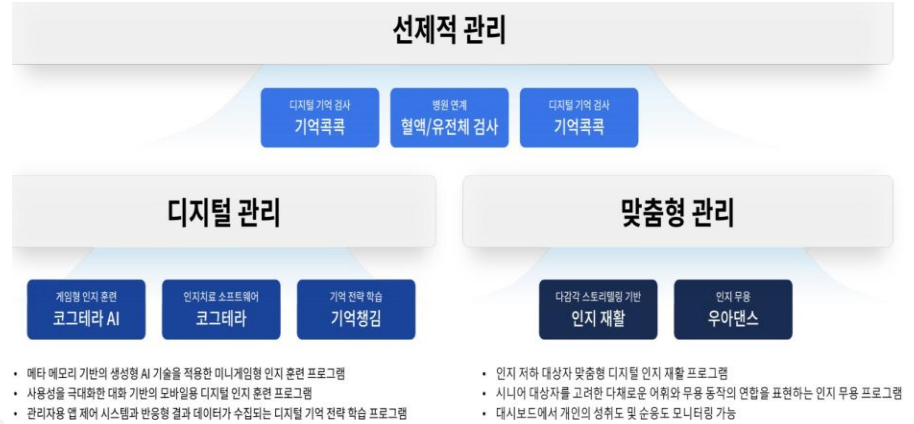 선제적 관리
디지털 기억 검사 병원 연계 디지털 기억 검사
기억콕콕 혈액/유전체 검사 기억콕콕
디지털 관리
게임형 인지 훈련 인지치료 소프트웨어 기억 전략 학습
코그테라 AI 코그테라 기억챙김
• 메타 메모리 기반의 생성형 AI 기술을 적용한 미니게임형 인지 훈련 프로그램
• 사용성을 극대화한 대화 기반의 모바일용 디지털 인지 훈련 프로그램
• 관리자용 앱 제어 시스템과 반응형 결과 데이터가 수집되는 디지털 기억 전략 학습 프로그램
맞춤형 관리
다감각 스토리텔링 기반 인지 무용
인지 재활 우아댄스
• 인지 저하 대상자 맞춤형 디지털 인지 재활 프로그램
• 시니어 대상자를 고려한 다채로운 어휘와 무용 동작의 연합을 표현하는 인지 무용 프로그램
• 대시보드에서 개인의 성취도 및 순응도 모니터링 가능